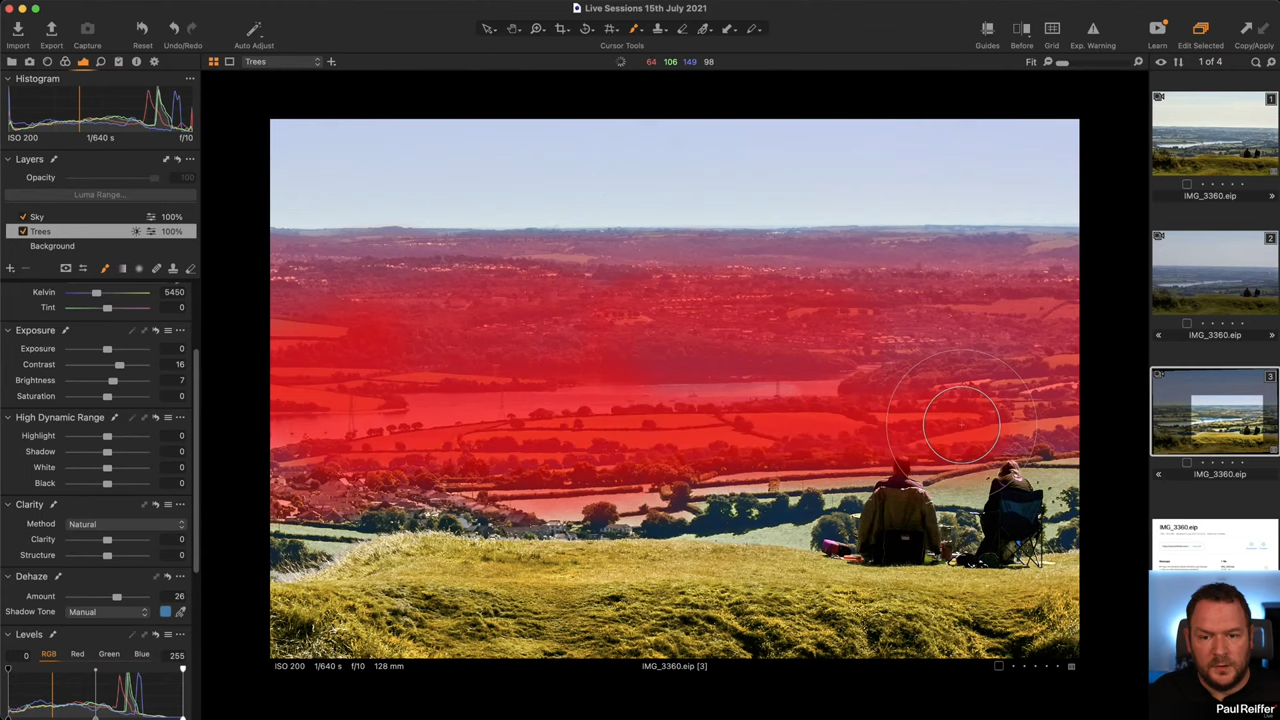 Live Sessions 15th July 2021
Import
Export
Capture
Reset
Undo/Redo
Auto Adjust
Cursor Tools
Guides
Before
Grid
Exp. Warning
Learn
Edit Selected
Copy/Apply
Trees
64 106 149 98
Fit
1 of 4
Histogram
ISO 200 1/640 s f/10
Layers
Opacity 100
Luma Range...
Sky 100%
Trees 100%
Background
Kelvin 5450
Tint 0
Exposure
Exposure 0
Contrast 16
Brightness 7
Saturation 0
High Dynamic Range
Highlight 0
Shadow 0
White 0
Black 0
Clarity
Method Natural
Clarity 0
Structure 0
Dehaze
Amount 26
Shadow Tone Manual
Levels
0 RGB Red Green Blue 255
ISO 200 1/640 s f/10 128 mm
IMG_3360.eip [3]
1
IMG_3360.eip
2
IMG_3360.eip
3
IMG_3360.eip
IMG_3360.eip
Paul Reiffer
Live